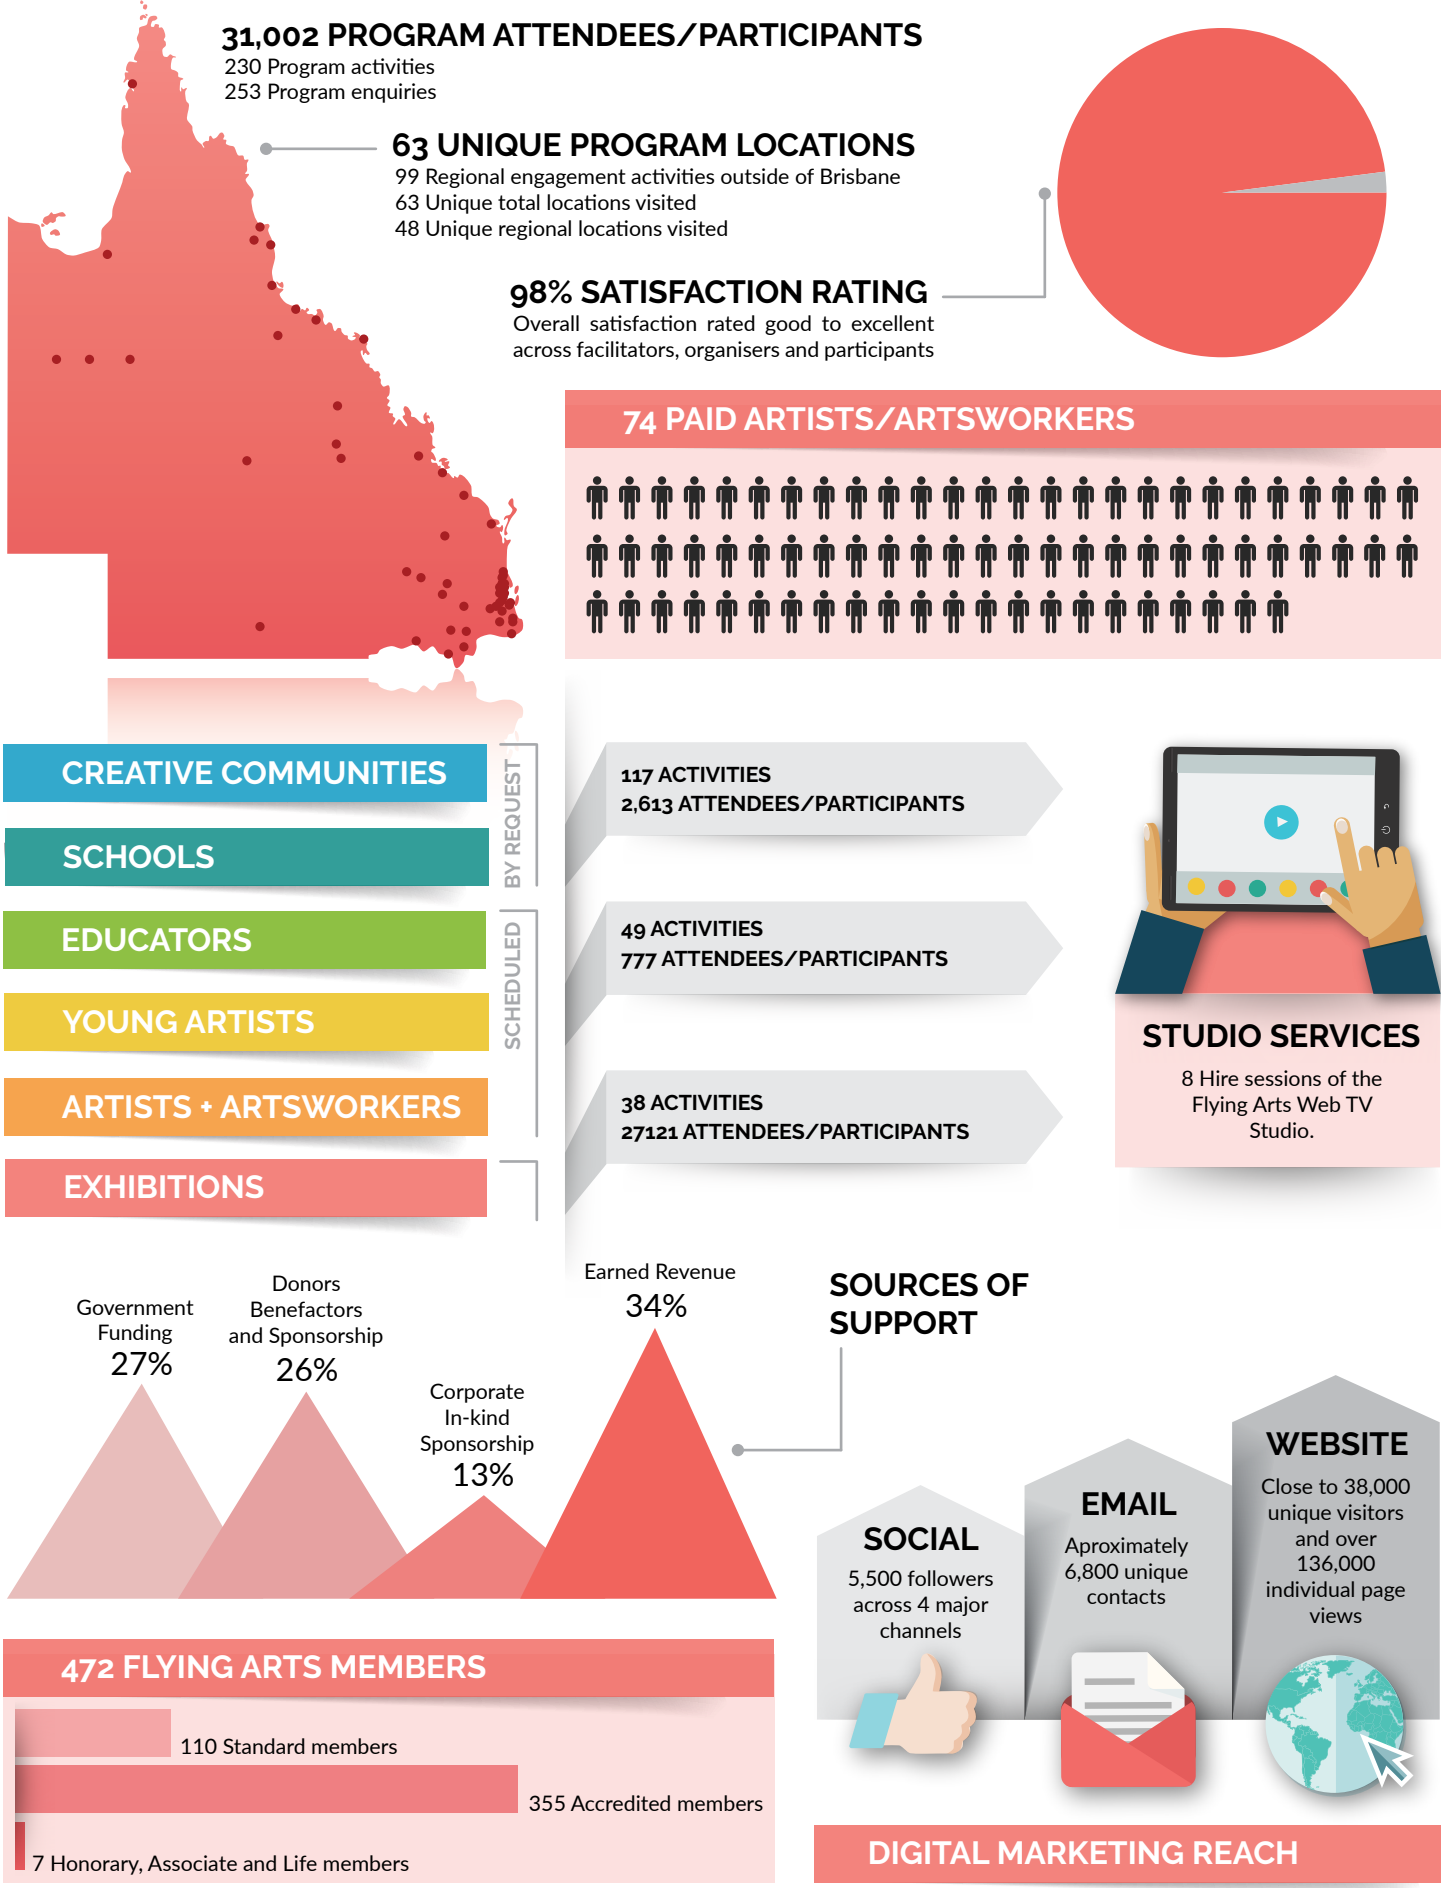 31,002 PROGRAM ATTENDEES/PARTICIPANTS
230 Program activities
253 Program enquiries
63 UNIQUE PROGRAM LOCATIONS
99 Regional engagement activities outside of Brisbane
63 Unique total locations visited
48 Unique regional locations visited
98% SATISFACTION RATING
Overall satisfaction rated good to excellent
across facilitators, organisers and participants
74 PAID ARTISTS/ARTSWORKERS
CREATIVE COMMUNITIES
SCHOOLS
BY REQUEST
EDUCATORS
YOUNG ARTISTS
ARTISTS + ARTSWORKERS
SCHEDULED
EXHIBITIONS
117 ACTIVITIES
2,613 ATTENDEES/PARTICIPANTS
49 ACTIVITIES
777 ATTENDEES/PARTICIPANTS
38 ACTIVITIES
27121 ATTENDEES/PARTICIPANTS
STUDIO SERVICES
8 Hire sessions of the
Flying Arts Web TV
Studio.
Government
Funding
27%
Donors
Benefactors
and Sponsorship
26%
Corporate
In-kind
Sponsorship
13%
Earned Revenue
34%
SOURCES OF
SUPPORT
SOCIAL
5,500 followers
across 4 major
channels
EMAIL
Aproximately
6,800 unique
contacts
WEBSITE
Close to 38,000
unique visitors
and over
136,000
individual page
views
472 FLYING ARTS MEMBERS
110 Standard members
355 Accredited members
7 Honorary, Associate and Life members
DIGITAL MARKETING REACH